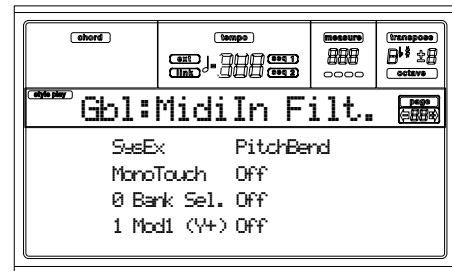 chord
tempo
measure
transpose
ext
seq 1
link
seq 2
octave
style play
page
Gbl:MidiIn Filt.
SysEx PitchBend
MonoTouch Off
0 Bank Sel. Off
1 Mod1 (Y+) Off